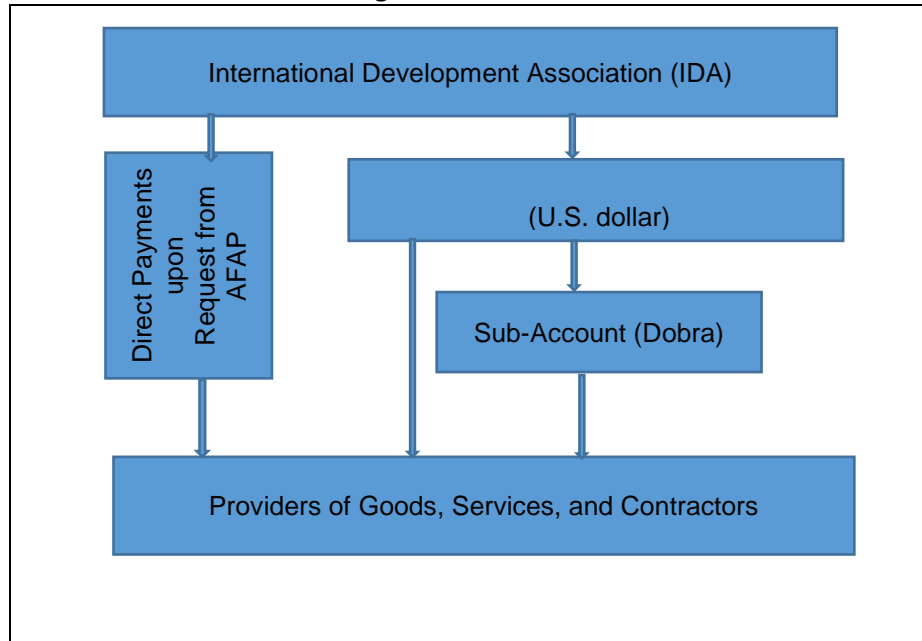 International Development Association (IDA)
Direct Payments
upon
Request from
AFAP
(U.S. dollar)
Sub-Account (Dobra)
Providers of Goods, Services, and Contractors